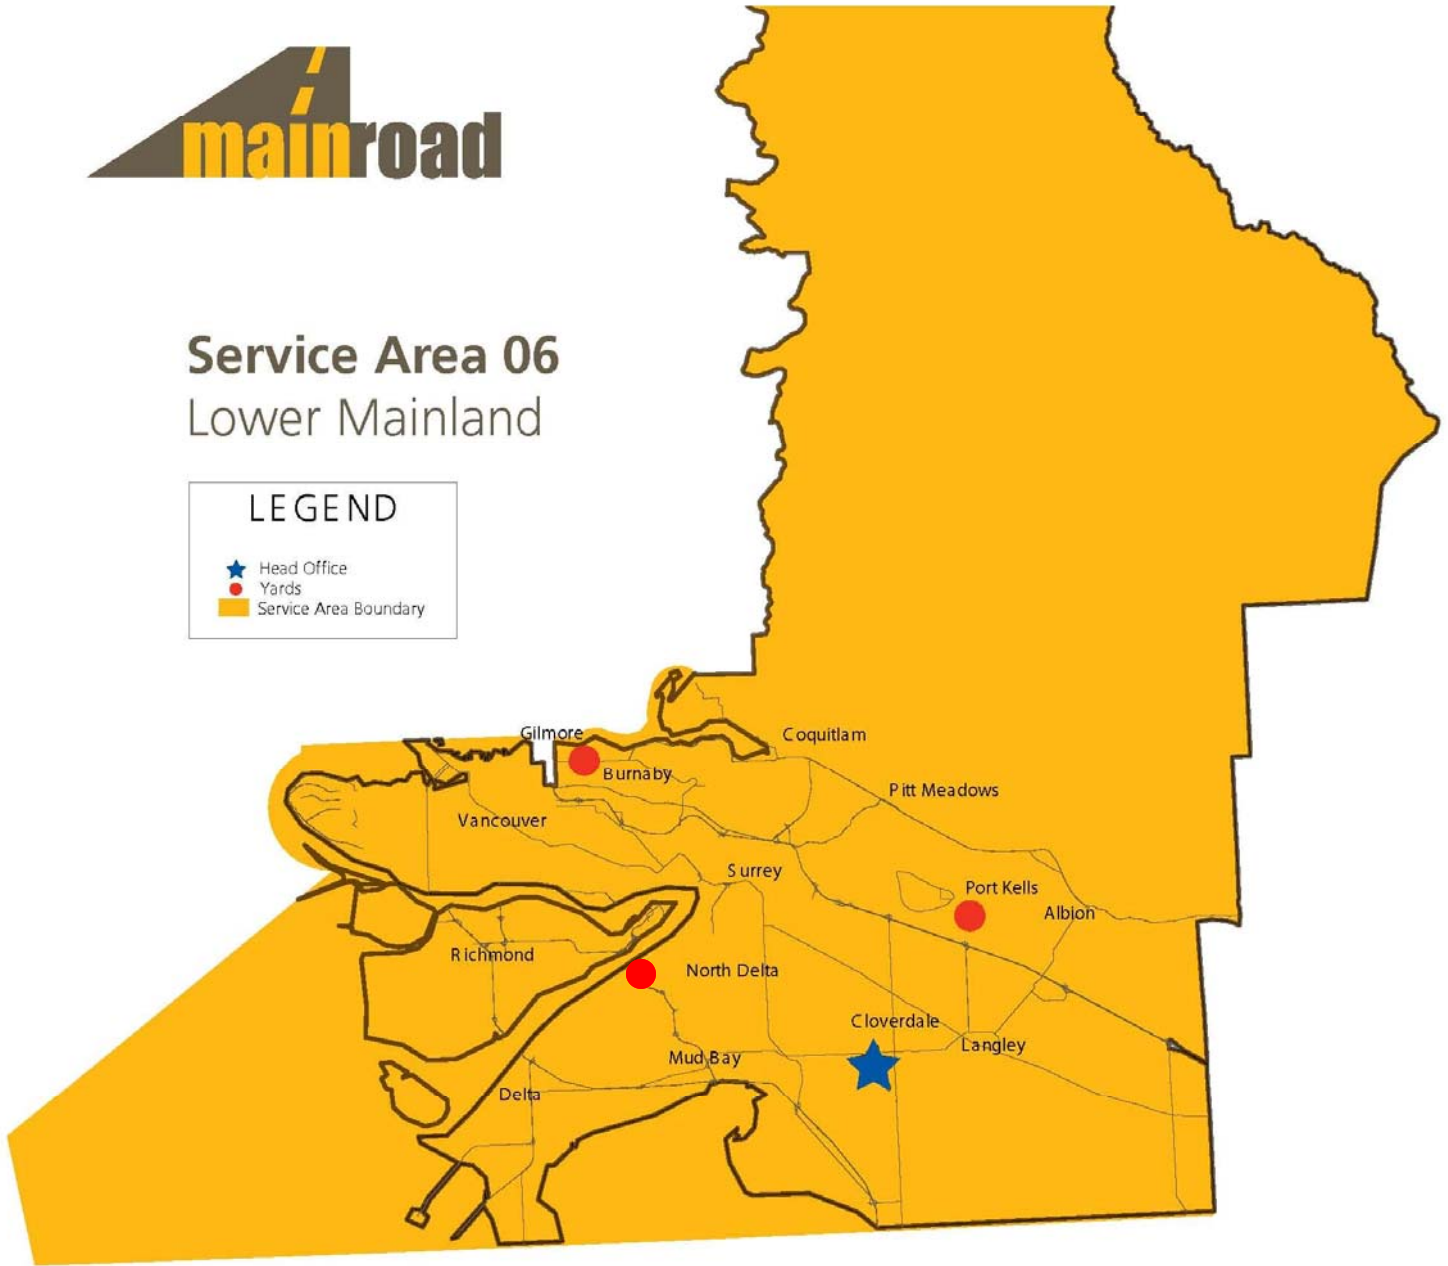 mainroad
Service Area 06
Lower Mainland
LEGEND
Head Office
Yards
Service Area Boundary
Gilmore
Coquitlam
Burnaby
Pitt Meadows
Vancouver
Surrey
Port Kells
Albion
Richmond
North Delta
Cloverdale
Langley
Mud Bay
Delta